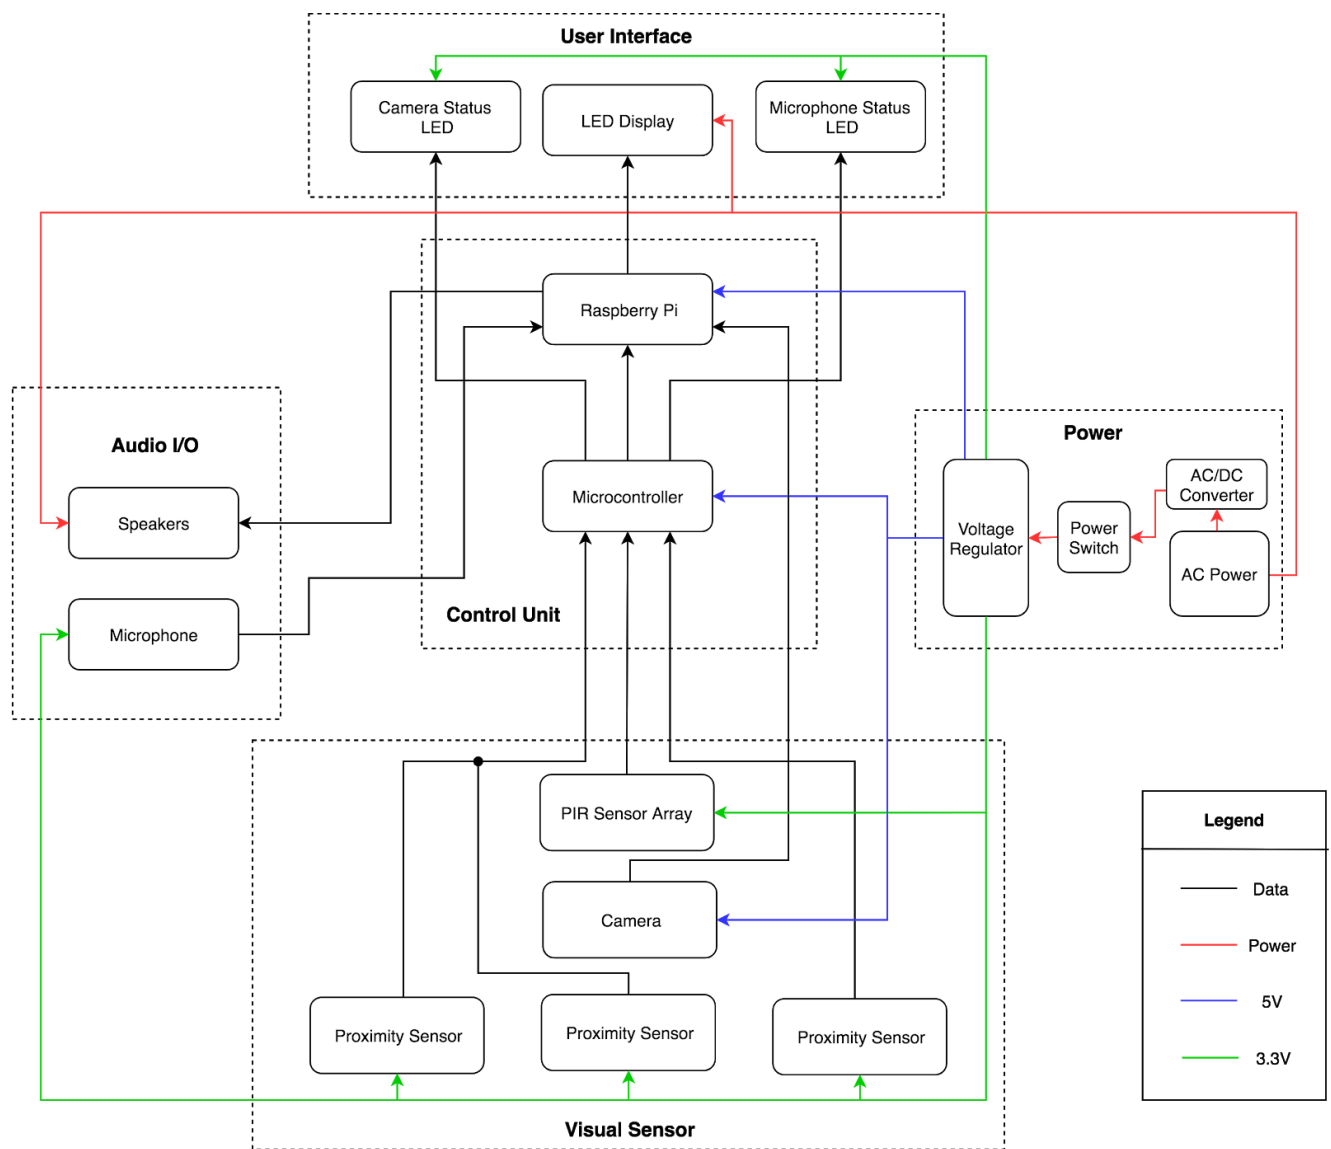 User Interface
Camera Status
LED
LED Display
Microphone Status
LED
Raspberry Pi
Audio I/O
Speakers
Microphone
Microcontroller
Control Unit
Power
Voltage
Regulator
Power
Switch
AC/DC
Converter
AC Power
PIR Sensor Array
Camera
Proximity Sensor
Proximity Sensor
Proximity Sensor
Visual Sensor
Legend
Data
Power
5V
3.3V